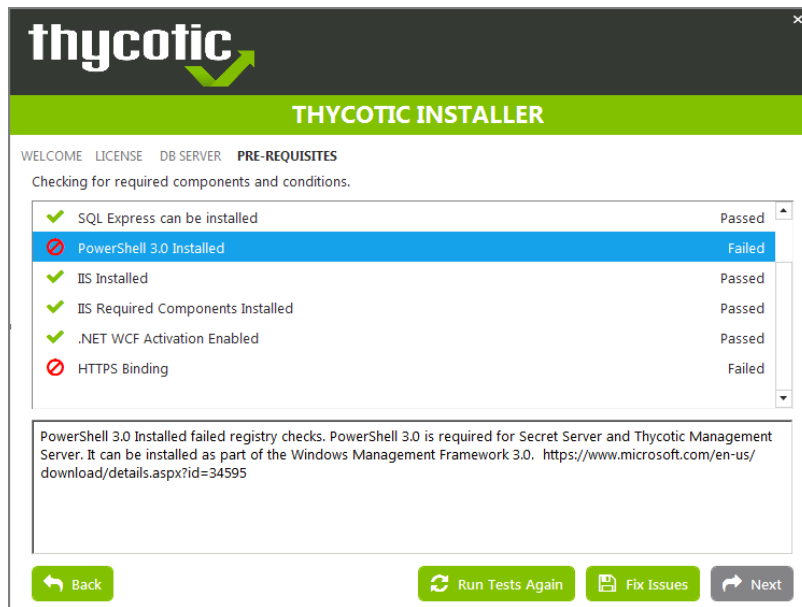 thycotic
THYCOTIC INSTALLER
WELCOME LICENSE DB SERVER PRE-REQUISITES
Checking for required components and conditions.
SQL Express can be installed Passed
PowerShell 3.0 Installed Failed
IIS Installed Passed
IIS Required Components Installed Passed
.NET WCF Activation Enabled Passed
HTTPS Binding Failed
PowerShell 3.0 Installed failed registry checks. PowerShell 3.0 is required for Secret Server and Thycotic Management
Server. It can be installed as part of the Windows Management Framework 3.0. https://www.microsoft.com/en-us/
download/details.aspx?id=34595
Back Run Tests Again Fix Issues Next